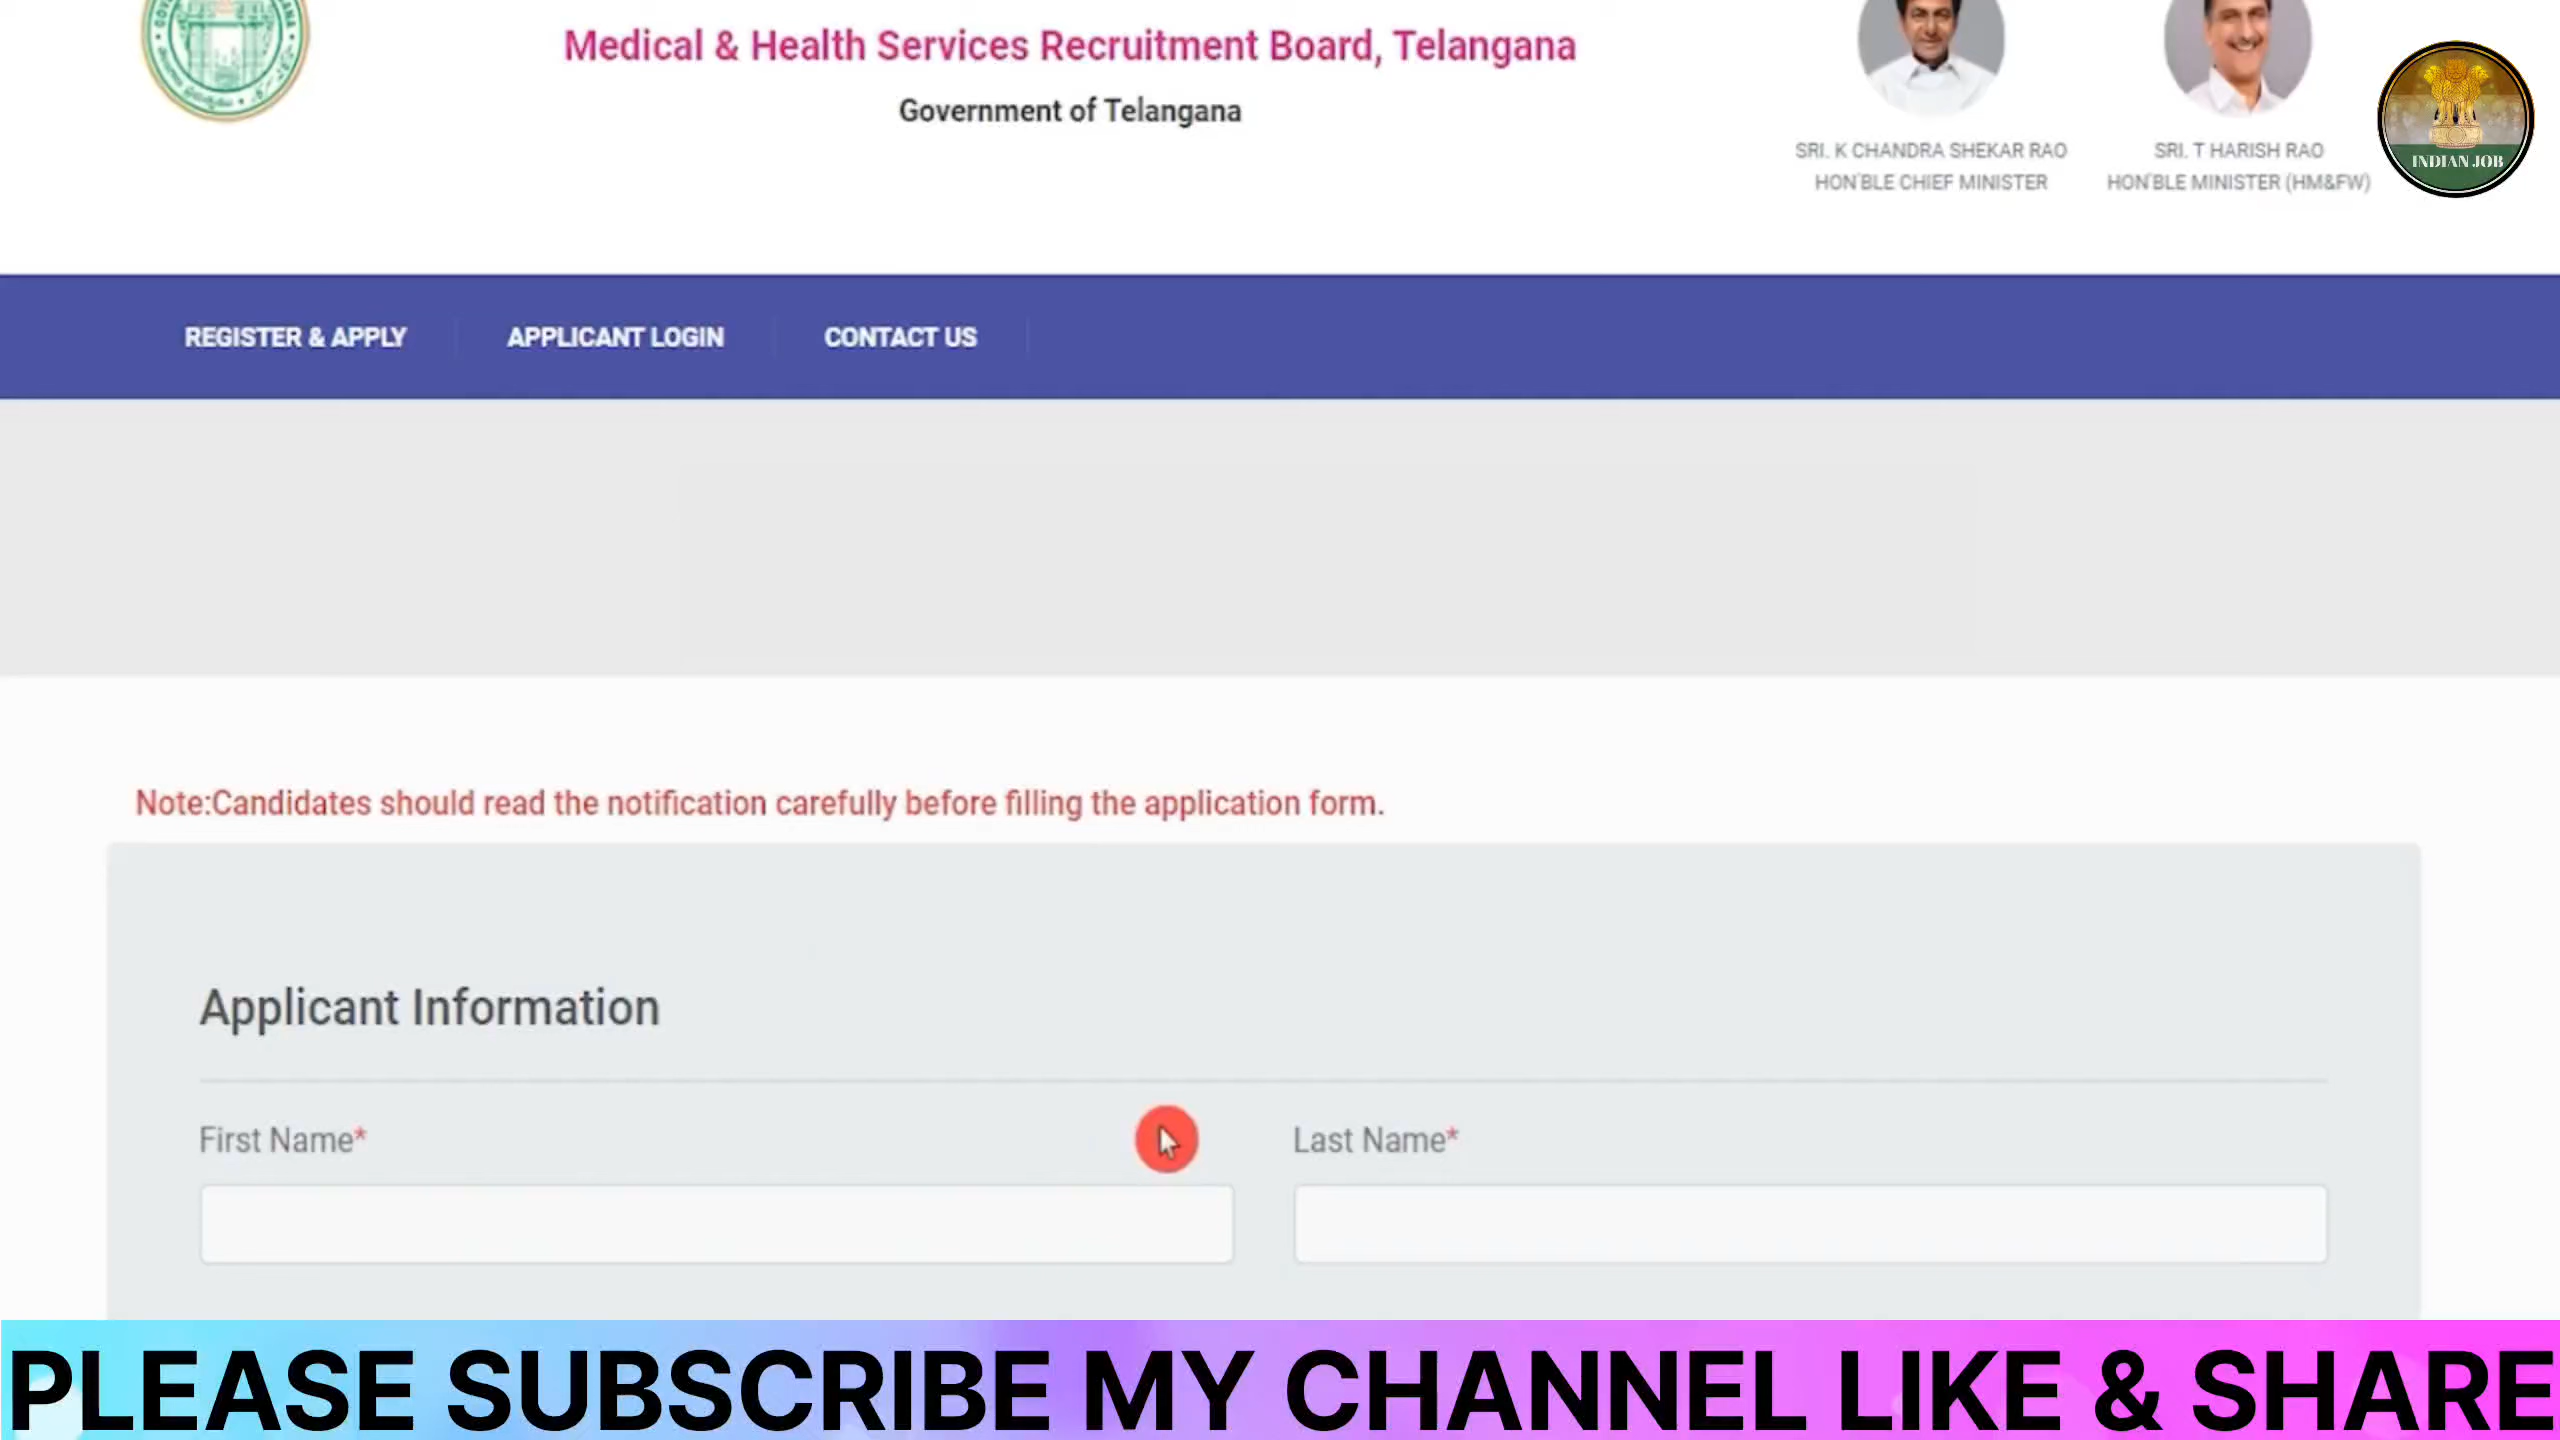 Medical & Health Services Recruitment Board, Telangana
Government of Telangana
SRI. K CHANDRA SHEKAR RAO
HON'BLE CHIEF MINISTER
SRI. T HARISH RAO
HON'BLE MINISTER (HM&FW)
INDIAN JOB
REGISTER & APPLY
APPLICANT LOGIN
CONTACT US
Note:Candidates should read the notification carefully before filling the application form.
Applicant Information
First Name*
Last Name*
PLEASE SUBSCRIBE MY CHANNEL LIKE & SHARE